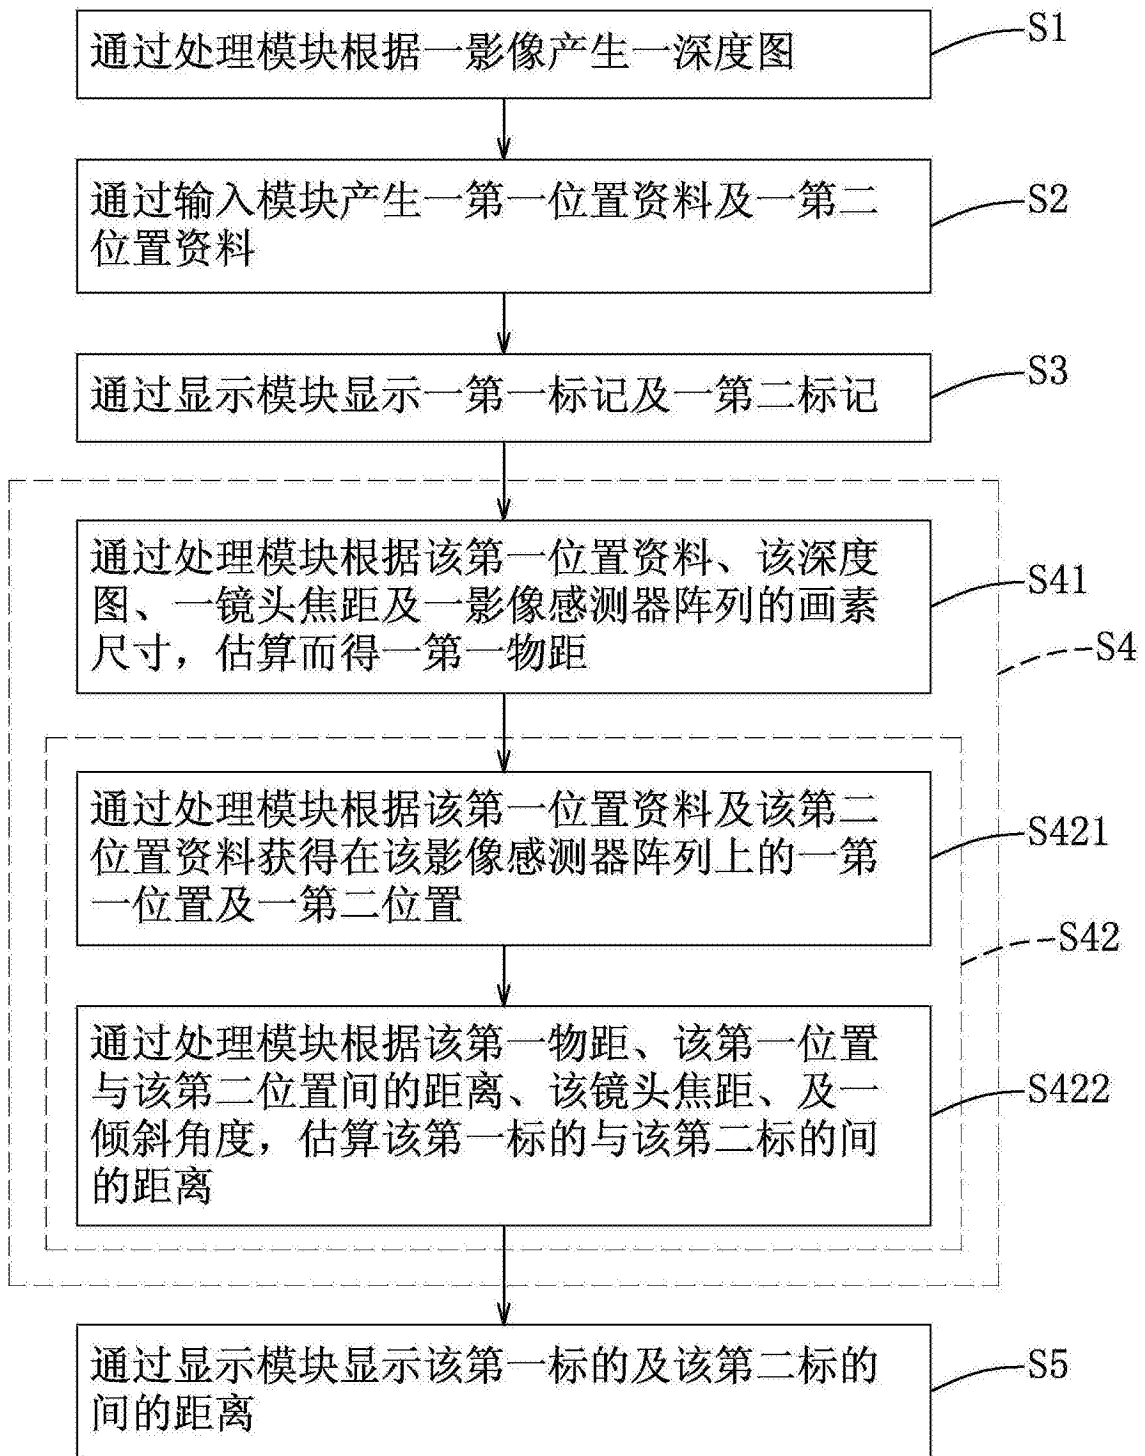 通过处理模块根据一影像产生一深度图
S1
通过输入模块产生一第一位置资料及一第二
位置资料
S2
通过显示模块显示一第一标记及一第二标记
S3
通过处理模块根据该第一位置资料、该深度
图、一镜头焦距及一影像感测器阵列的画素
尺寸，估算而得一第一物距
S41
S4
通过处理模块根据该第一位置资料及该第二
位置资料获得在该影像感测器阵列上的一第
一位置及一第二位置
S421
S42
通过处理模块根据该第一物距、该第一位置
与该第二位置间的距离、该镜头焦距、及一
倾斜角度，估算该第一标的与该第二标的间
的距离
S422
通过显示模块显示该第一标的及该第二标的
间的距离
S5